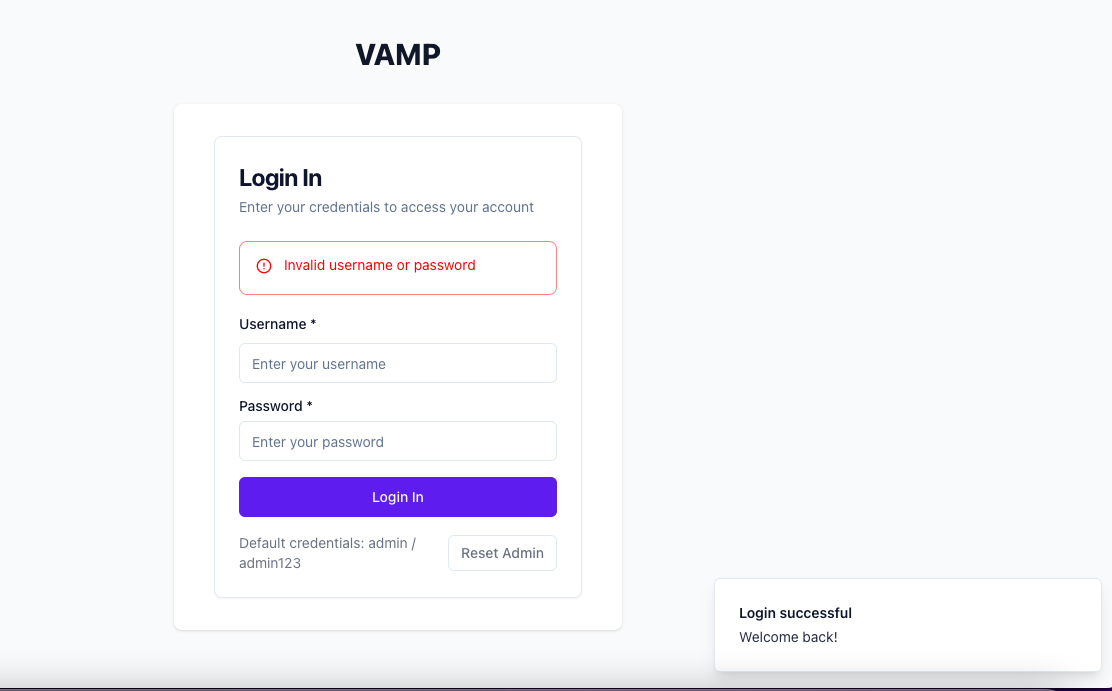 VAMP
Login In
Enter your credentials to access your account
Invalid username or password
Username *
Enter your username
Password *
Enter your password
Login In
Default credentials: admin /
admin123
Reset Admin
Login successful
Welcome back!